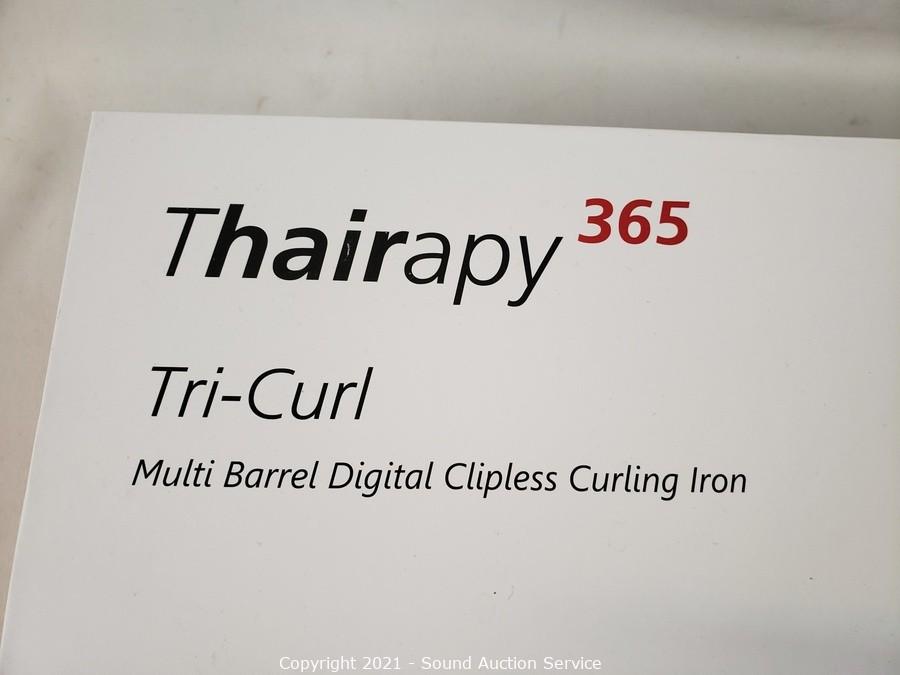 Thairapy 365
Tri-Curl
Multi Barrel Digital Clipless Curling Iron
Copyright 2021 - Sound Auction Service